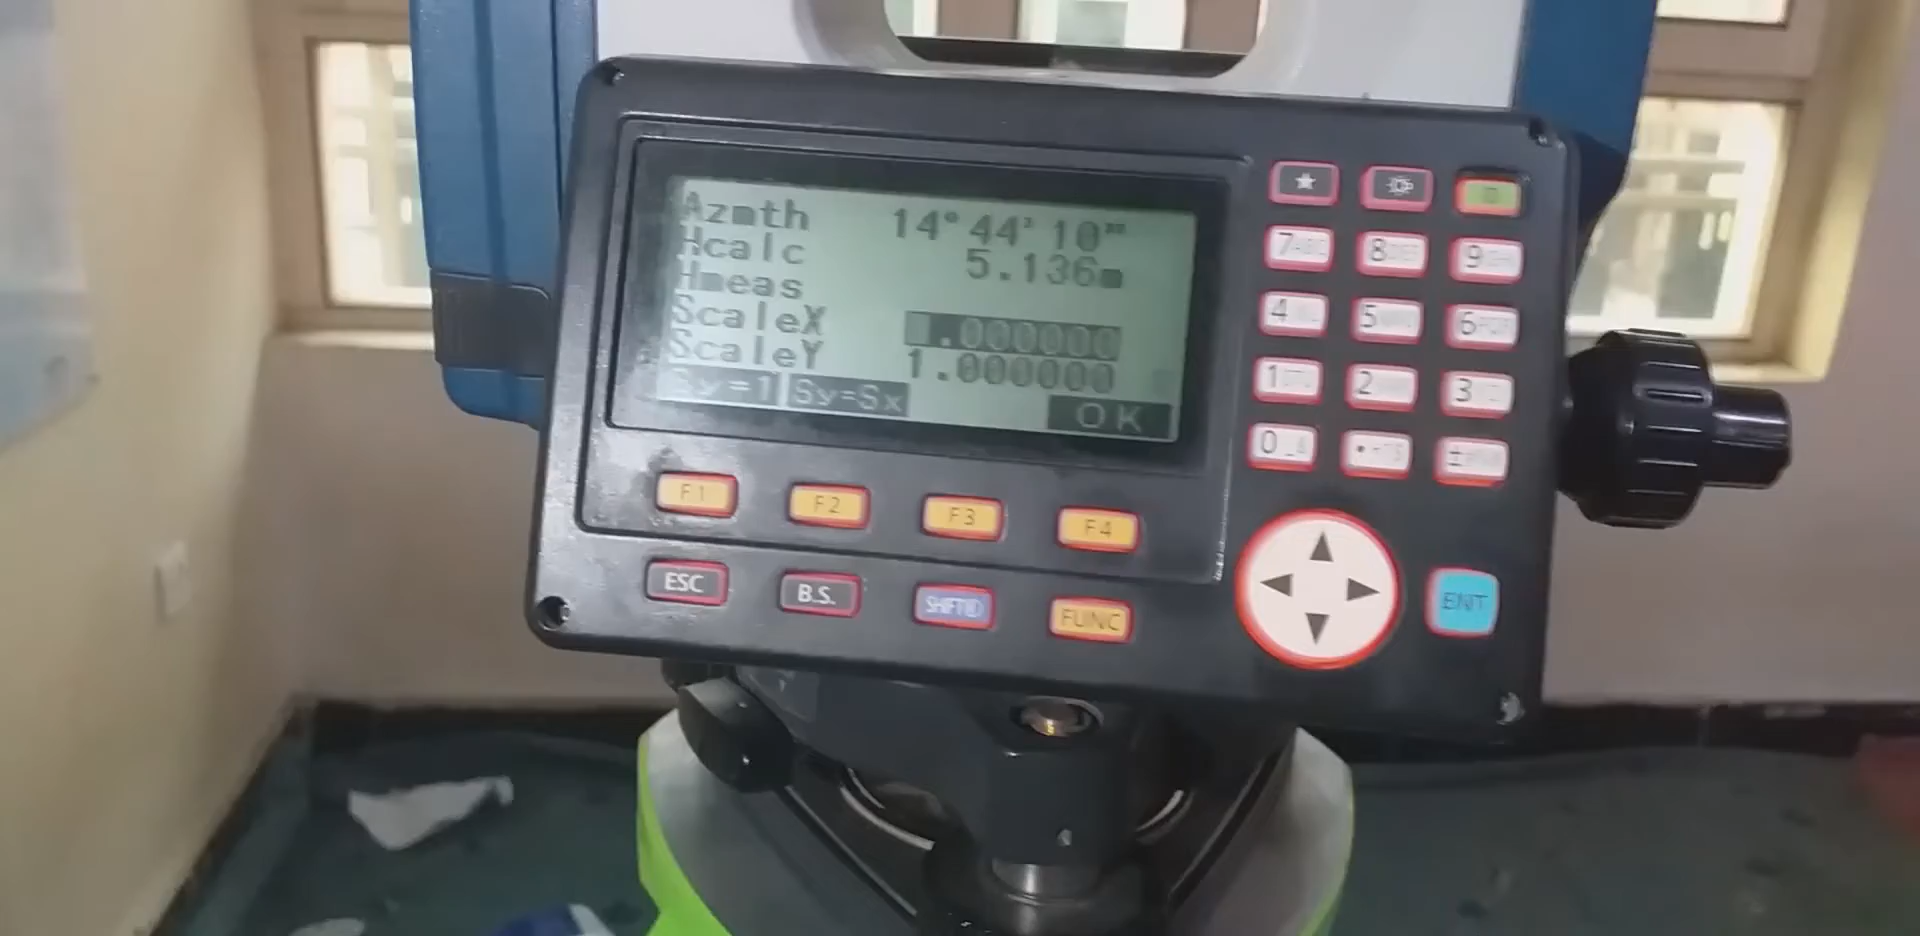 Azmth 14°44'10"
Hcalc 5.136m
Hmeas
ScaleX .000000
ScaleY 1.000000
Sy=1 Sy=Sx OK
★
7 8 9
4 5 6
1 2 3
0 • ±
F1 F2 F3 F4
ESC B.S. SHIFT FUNC ENT